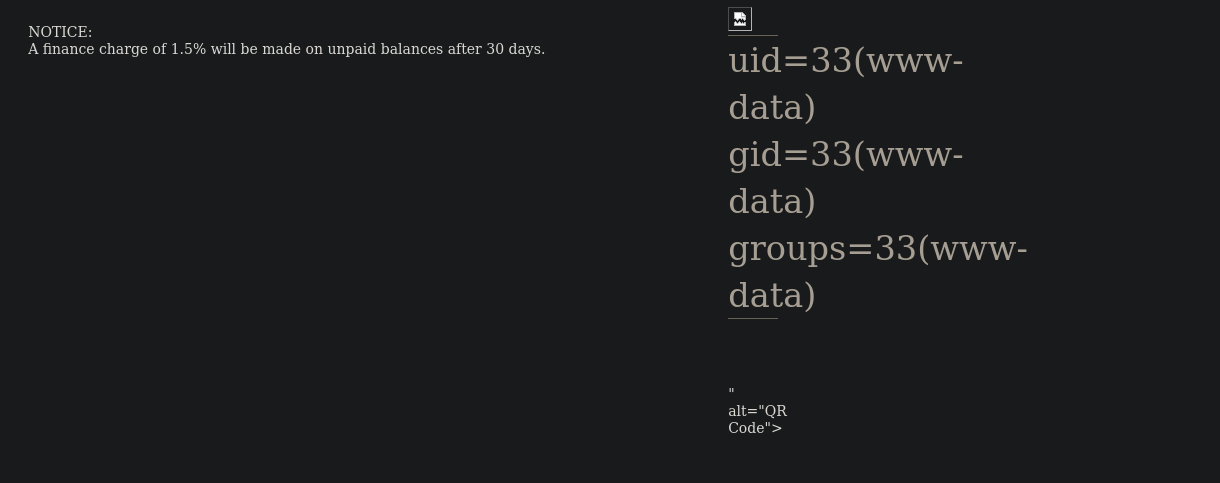 NOTICE:
A finance charge of 1.5% will be made on unpaid balances after 30 days.
uid=33(www-
data)
gid=33(www-
data)
groups=33(www-
data)
"
alt="QR
Code">